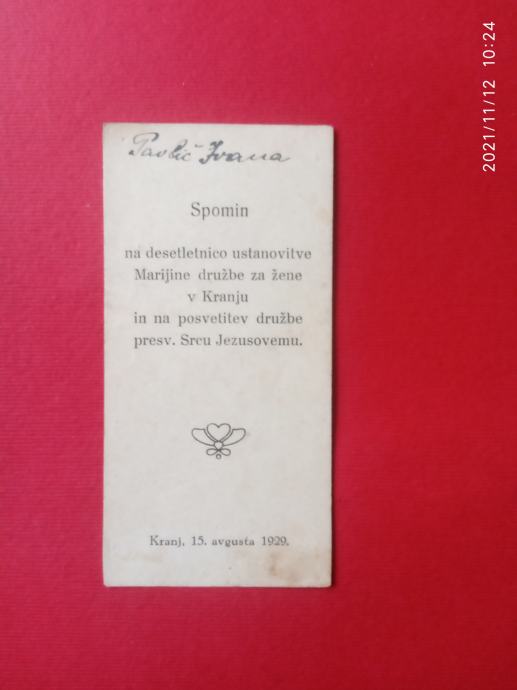 Pavlič Ivana
Spomin
na desetletnico ustanovitve
Marijine družbe za žene
v Kranju
in na posvetitev družbe
presv. Srcu Jezusovemu.
Kranj, 15. avgusta 1929.
2021/11/12 10:24